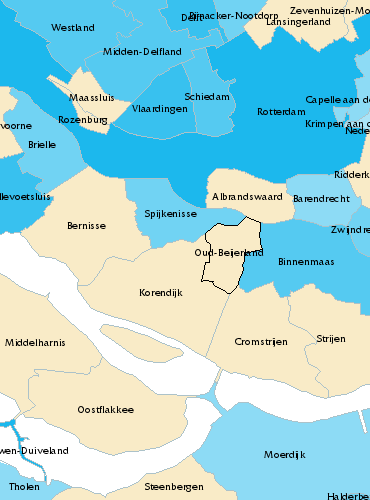 Zevenhuizen-Mo
Delft
Pijnacker-Nootdorp
Lansingerland
Westland
Midden-Delfland
Maassluis
Schiedam
Capelle aan de
Vlaardingen
Rotterdam
Rozenburg
Krimpen aan d
Nede
voorne
Brielle
Ridderk
llevoetsluis
Albrandswaard
Barendrecht
Spijkenisse
Bernisse
Zwijndre
Oud-Beijerland
Binnenmaas
Korendijk
Middelharnis
Cromstrijen
Strijen
Oostflakkee
wen-Duiveland
Moerdijk
Tholen
Steenbergen
Halderbe